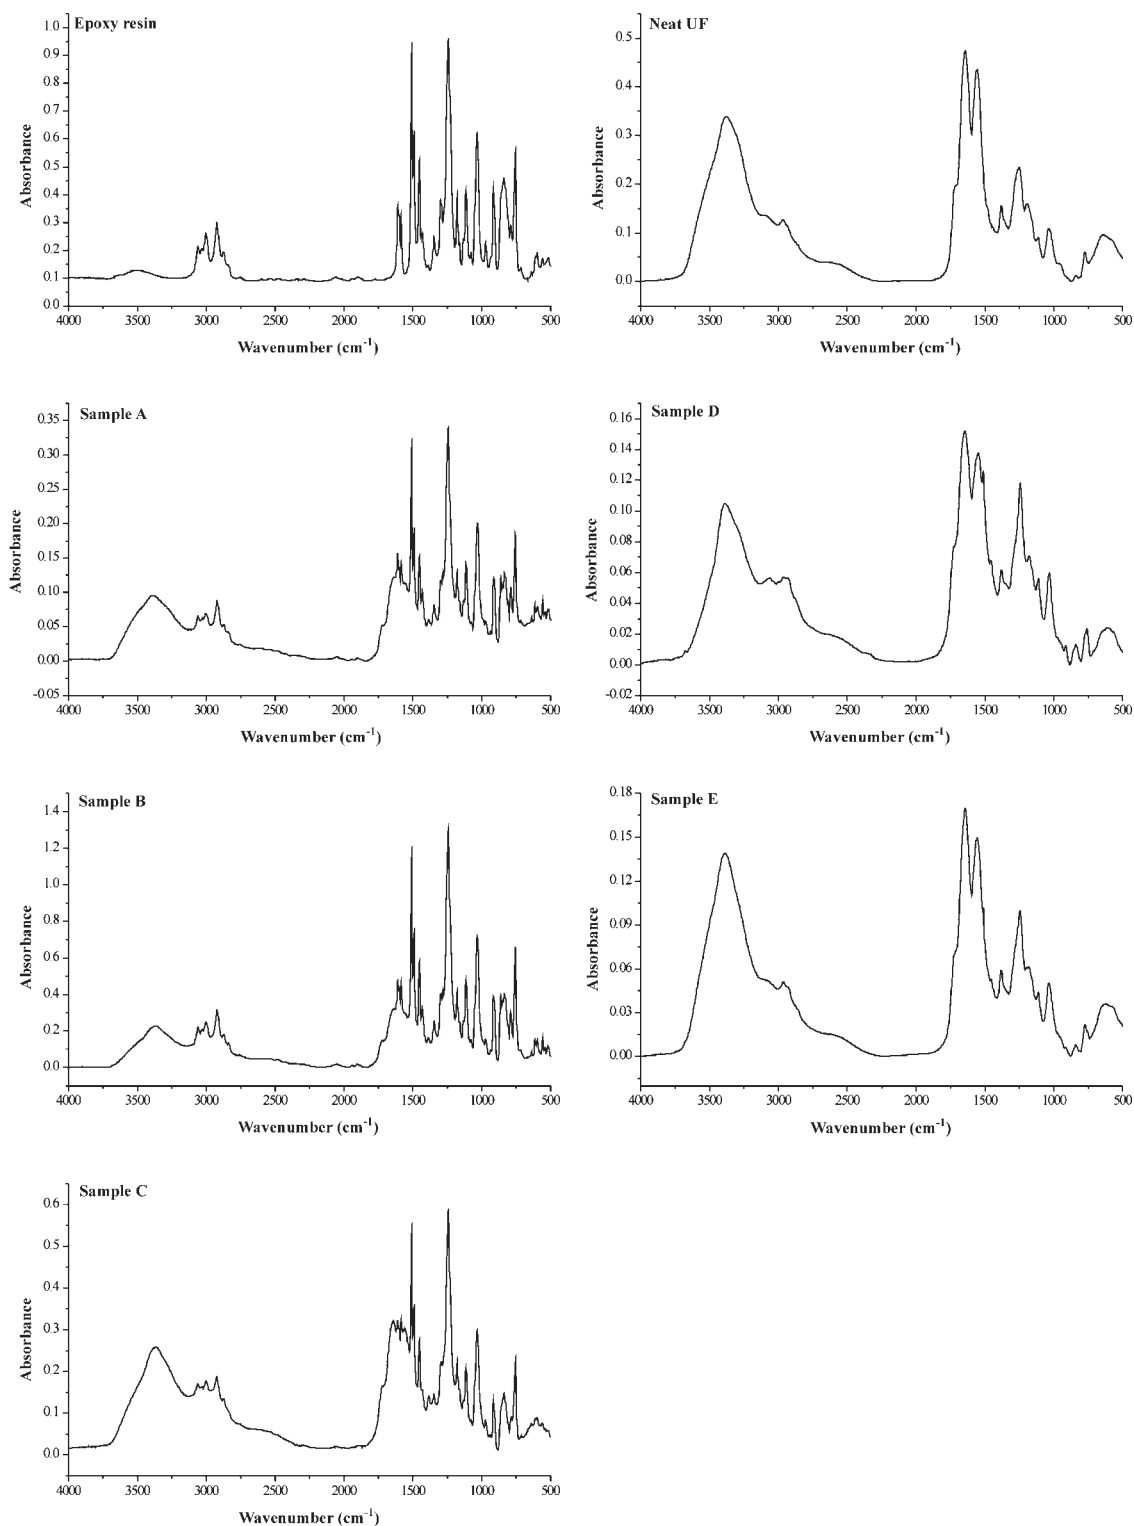 Epoxy resin
1.0
0.9
0.8
0.7
0.6
0.5
0.4
0.3
0.2
0.1
0.0
Absorbance
4000 3500 3000 2500 2000 1500 1000 500
Wavenumber (cm⁻¹)
Neat UF
0.5
0.4
0.3
0.2
0.1
0.0
Absorbance
4000 3500 3000 2500 2000 1500 1000 500
Wavenumber (cm⁻¹)
Sample A
0.35
0.30
0.25
0.20
0.15
0.10
0.05
0.00
-0.05
Absorbance
4000 3500 3000 2500 2000 1500 1000 500
Wavenumber (cm⁻¹)
Sample D
0.16
0.14
0.12
0.10
0.08
0.06
0.04
0.02
0.00
-0.02
Absorbance
4000 3500 3000 2500 2000 1500 1000 500
Wavenumber (cm⁻¹)
Sample B
1.4
1.2
1.0
0.8
0.6
0.4
0.2
0.0
Absorbance
4000 3500 3000 2500 2000 1500 1000 500
Wavenumber (cm⁻¹)
Sample E
0.18
0.15
0.12
0.09
0.06
0.03
0.00
Absorbance
4000 3500 3000 2500 2000 1500 1000 500
Wavenumber (cm⁻¹)
Sample C
0.6
0.5
0.4
0.3
0.2
0.1
0.0
Absorbance
4000 3500 3000 2500 2000 1500 1000 500
Wavenumber (cm⁻¹)